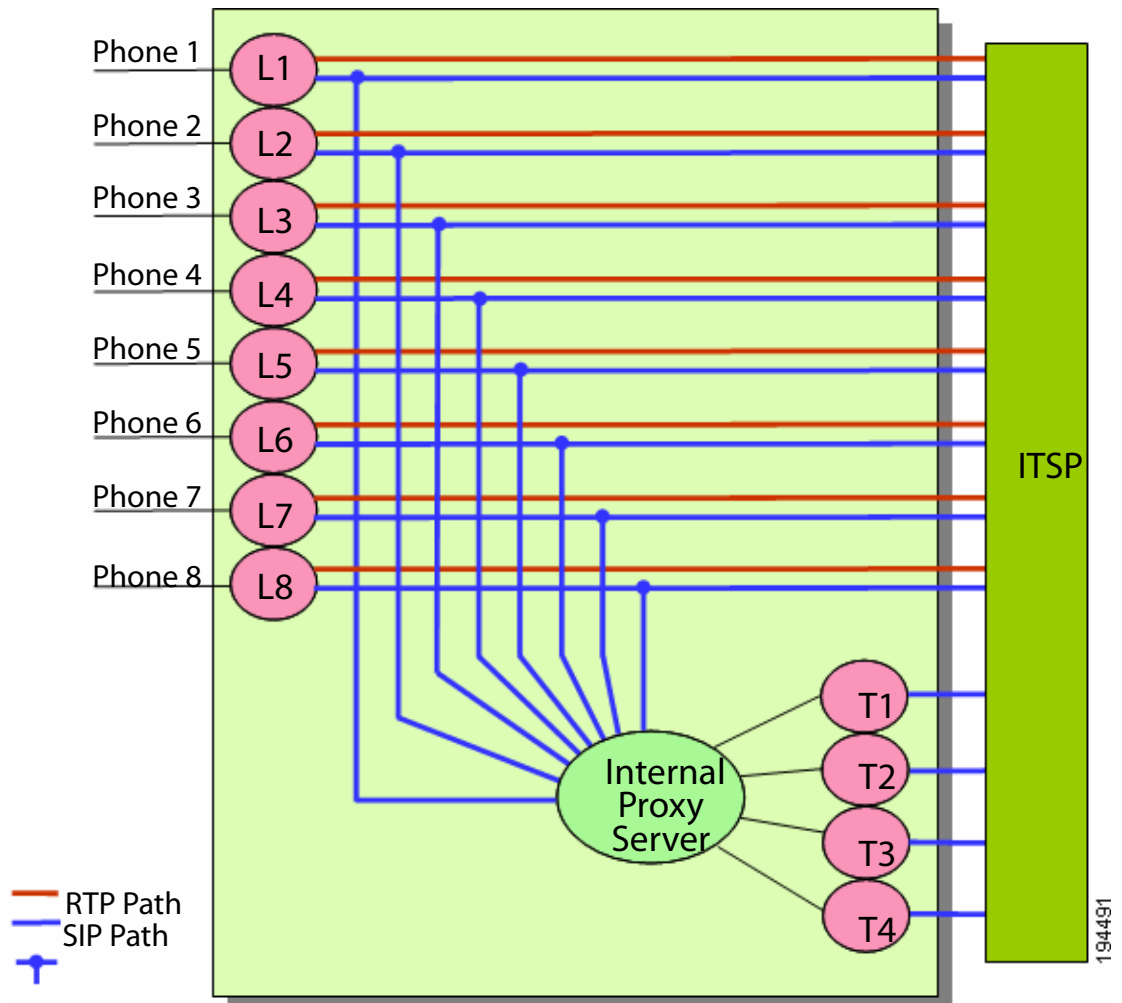 Phone 1
L1
Phone 2
L2
Phone 3
L3
Phone 4
L4
Phone 5
L5
Phone 6
L6
Phone 7
L7
Phone 8
L8
ITSP
Internal
Proxy
Server
T1
T2
T3
T4
RTP Path
SIP Path
194491